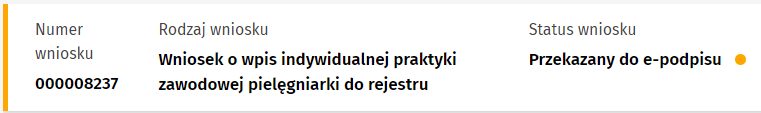 Numer
wniosku
000008237
Rodzaj wniosku
Wniosek o wpis indywidualnej praktyki
zawodowej pielęgniarki do rejestru
Status wniosku
Przekazany do e-podpisu